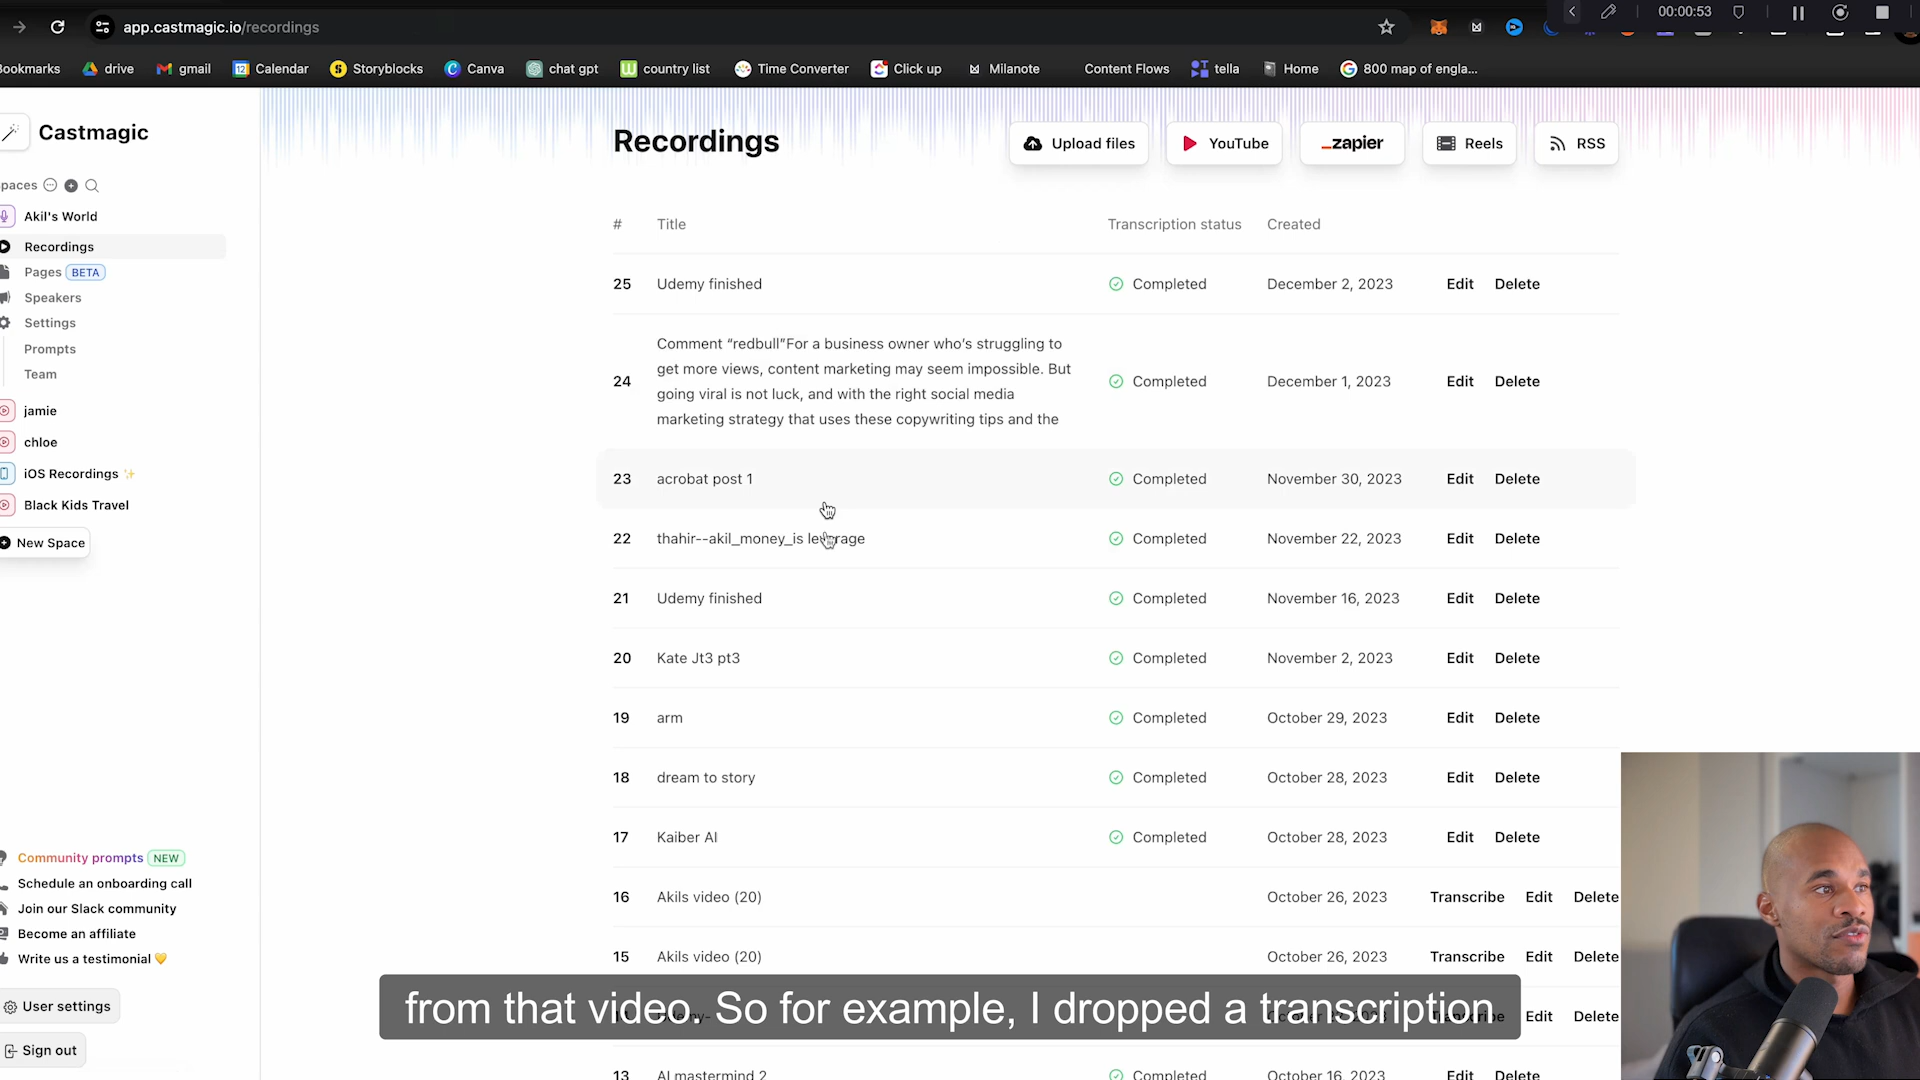 app.castmagic.io/recordings
00:00:53
Bookmarks
drive
gmail
12
Calendar
Storyblocks
Canva
chat gpt
country list
Time Converter
Click up
Milanote
Content Flows
tella
Home
800 map of engla...
Castmagic
Spaces
Akil's World
Recordings
Pages BETA
Speakers
Settings
Prompts
Team
jamie
chloe
iOS Recordings ✨
Black Kids Travel
New Space
Community prompts NEW
Schedule an onboarding call
Join our Slack community
Become an affiliate
Write us a testimonial 💛
User settings
Sign out
Recordings
Upload files
YouTube
_zapier
Reels
RSS
# Title Transcription status Created
25 Udemy finished Completed December 2, 2023 Edit Delete
Comment “redbull”For a business owner who’s struggling to
get more views, content marketing may seem impossible. But
24 going viral is not luck, and with the right social media Completed December 1, 2023 Edit Delete
marketing strategy that uses these copywriting tips and the
23 acrobat post 1 Completed November 30, 2023 Edit Delete
22 thahir--akil_money_is leverage Completed November 22, 2023 Edit Delete
21 Udemy finished Completed November 16, 2023 Edit Delete
20 Kate Jt3 pt3 Completed November 2, 2023 Edit Delete
19 arm Completed October 29, 2023 Edit Delete
18 dream to story Completed October 28, 2023 Edit Delete
17 Kaiber AI Completed October 28, 2023 Edit Delete
16 Akils video (20) October 26, 2023 Transcribe Edit Delete
15 Akils video (20) October 26, 2023 Transcribe Edit Delete
from that video. So for example, I dropped a transcription
Edit Delete
13 AI mastermind 2 Completed October 16, 2023 Edit Delete